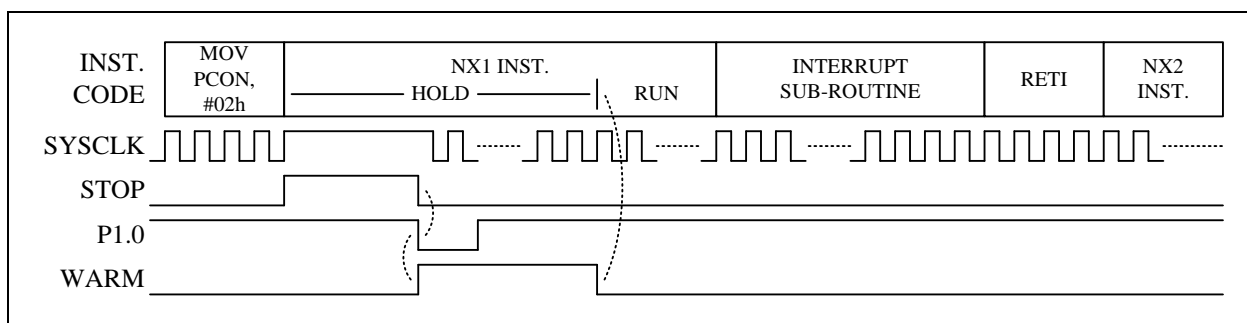 INST.
CODE
MOV
PCON,
#02h
NX1 INST.
HOLD
RUN
INTERRUPT
SUB-ROUTINE
RETI
NX2
INST.
SYSCLK
STOP
P1.0
WARM